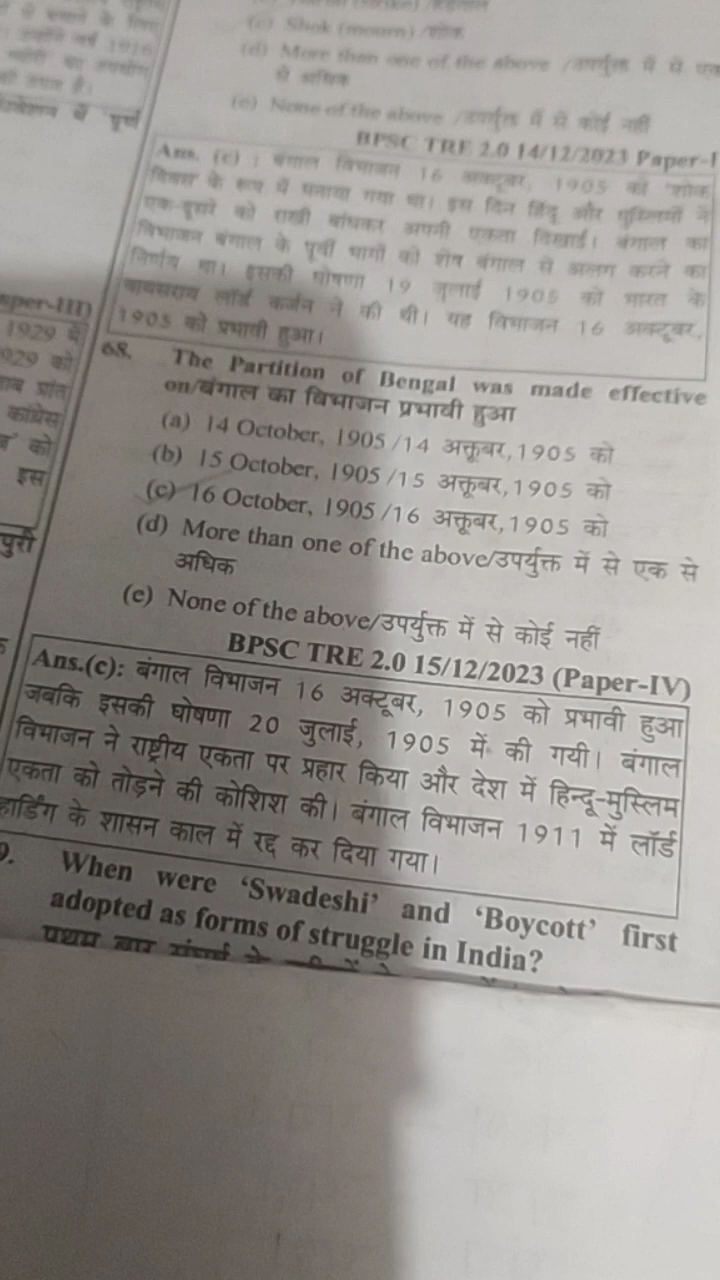 (c) Shok (mourn) /शोक
(d) More than one of the above /उपर्युक्त में से एक
से अधिक
(e) None of the above /उपर्युक्त में से कोई नहीं
BPSC TRE 2.0 14/12/2023 Paper-I
Ans. (c) : बंगाल विभाजन 16 अक्टूबर, 1905 को 'शोक
दिवस' के रूप में मनाया गया था। इस दिन हिंदू और मुस्लिमों ने
एक-दूसरे को राखी बांधकर अपनी एकता दिखाई। बंगाल का
विभाजन बंगाल के पूर्वी भागों को शेष बंगाल से अलग करने का
निर्णय था। इसकी घोषणा 19 जुलाई 1905 को भारत के
वायसराय लॉर्ड कर्जन ने की थी। यह विभाजन 16 अक्टूबर,
1905 को प्रभावी हुआ।
68. The Partition of Bengal was made effective
on/बंगाल का विभाजन प्रभावी हुआ
(a) 14 October, 1905 /14 अक्तूबर, 1905 को
(b) 15 October, 1905 /15 अक्तूबर, 1905 को
(c) 16 October, 1905 /16 अक्तूबर, 1905 को
(d) More than one of the above/उपर्युक्त में से एक से
अधिक
(e) None of the above/उपर्युक्त में से कोई नहीं
BPSC TRE 2.0 15/12/2023 (Paper-IV)
Ans.(c): बंगाल विभाजन 16 अक्टूबर, 1905 को प्रभावी हुआ
जबकि इसकी घोषणा 20 जुलाई, 1905 में की गयी। बंगाल
विभाजन ने राष्ट्रीय एकता पर प्रहार किया और देश में हिन्दू-मुस्लिम
एकता को तोड़ने की कोशिश की। बंगाल विभाजन 1911 में लॉर्ड
हार्डिंग के शासन काल में रद्द कर दिया गया।
9. When were 'Swadeshi' and 'Boycott' first
adopted as forms of struggle in India?
1916
पूर्ण
per-III)
1929 में
929 को
प्रांत
कांग्रेस
को
इस
पुरी